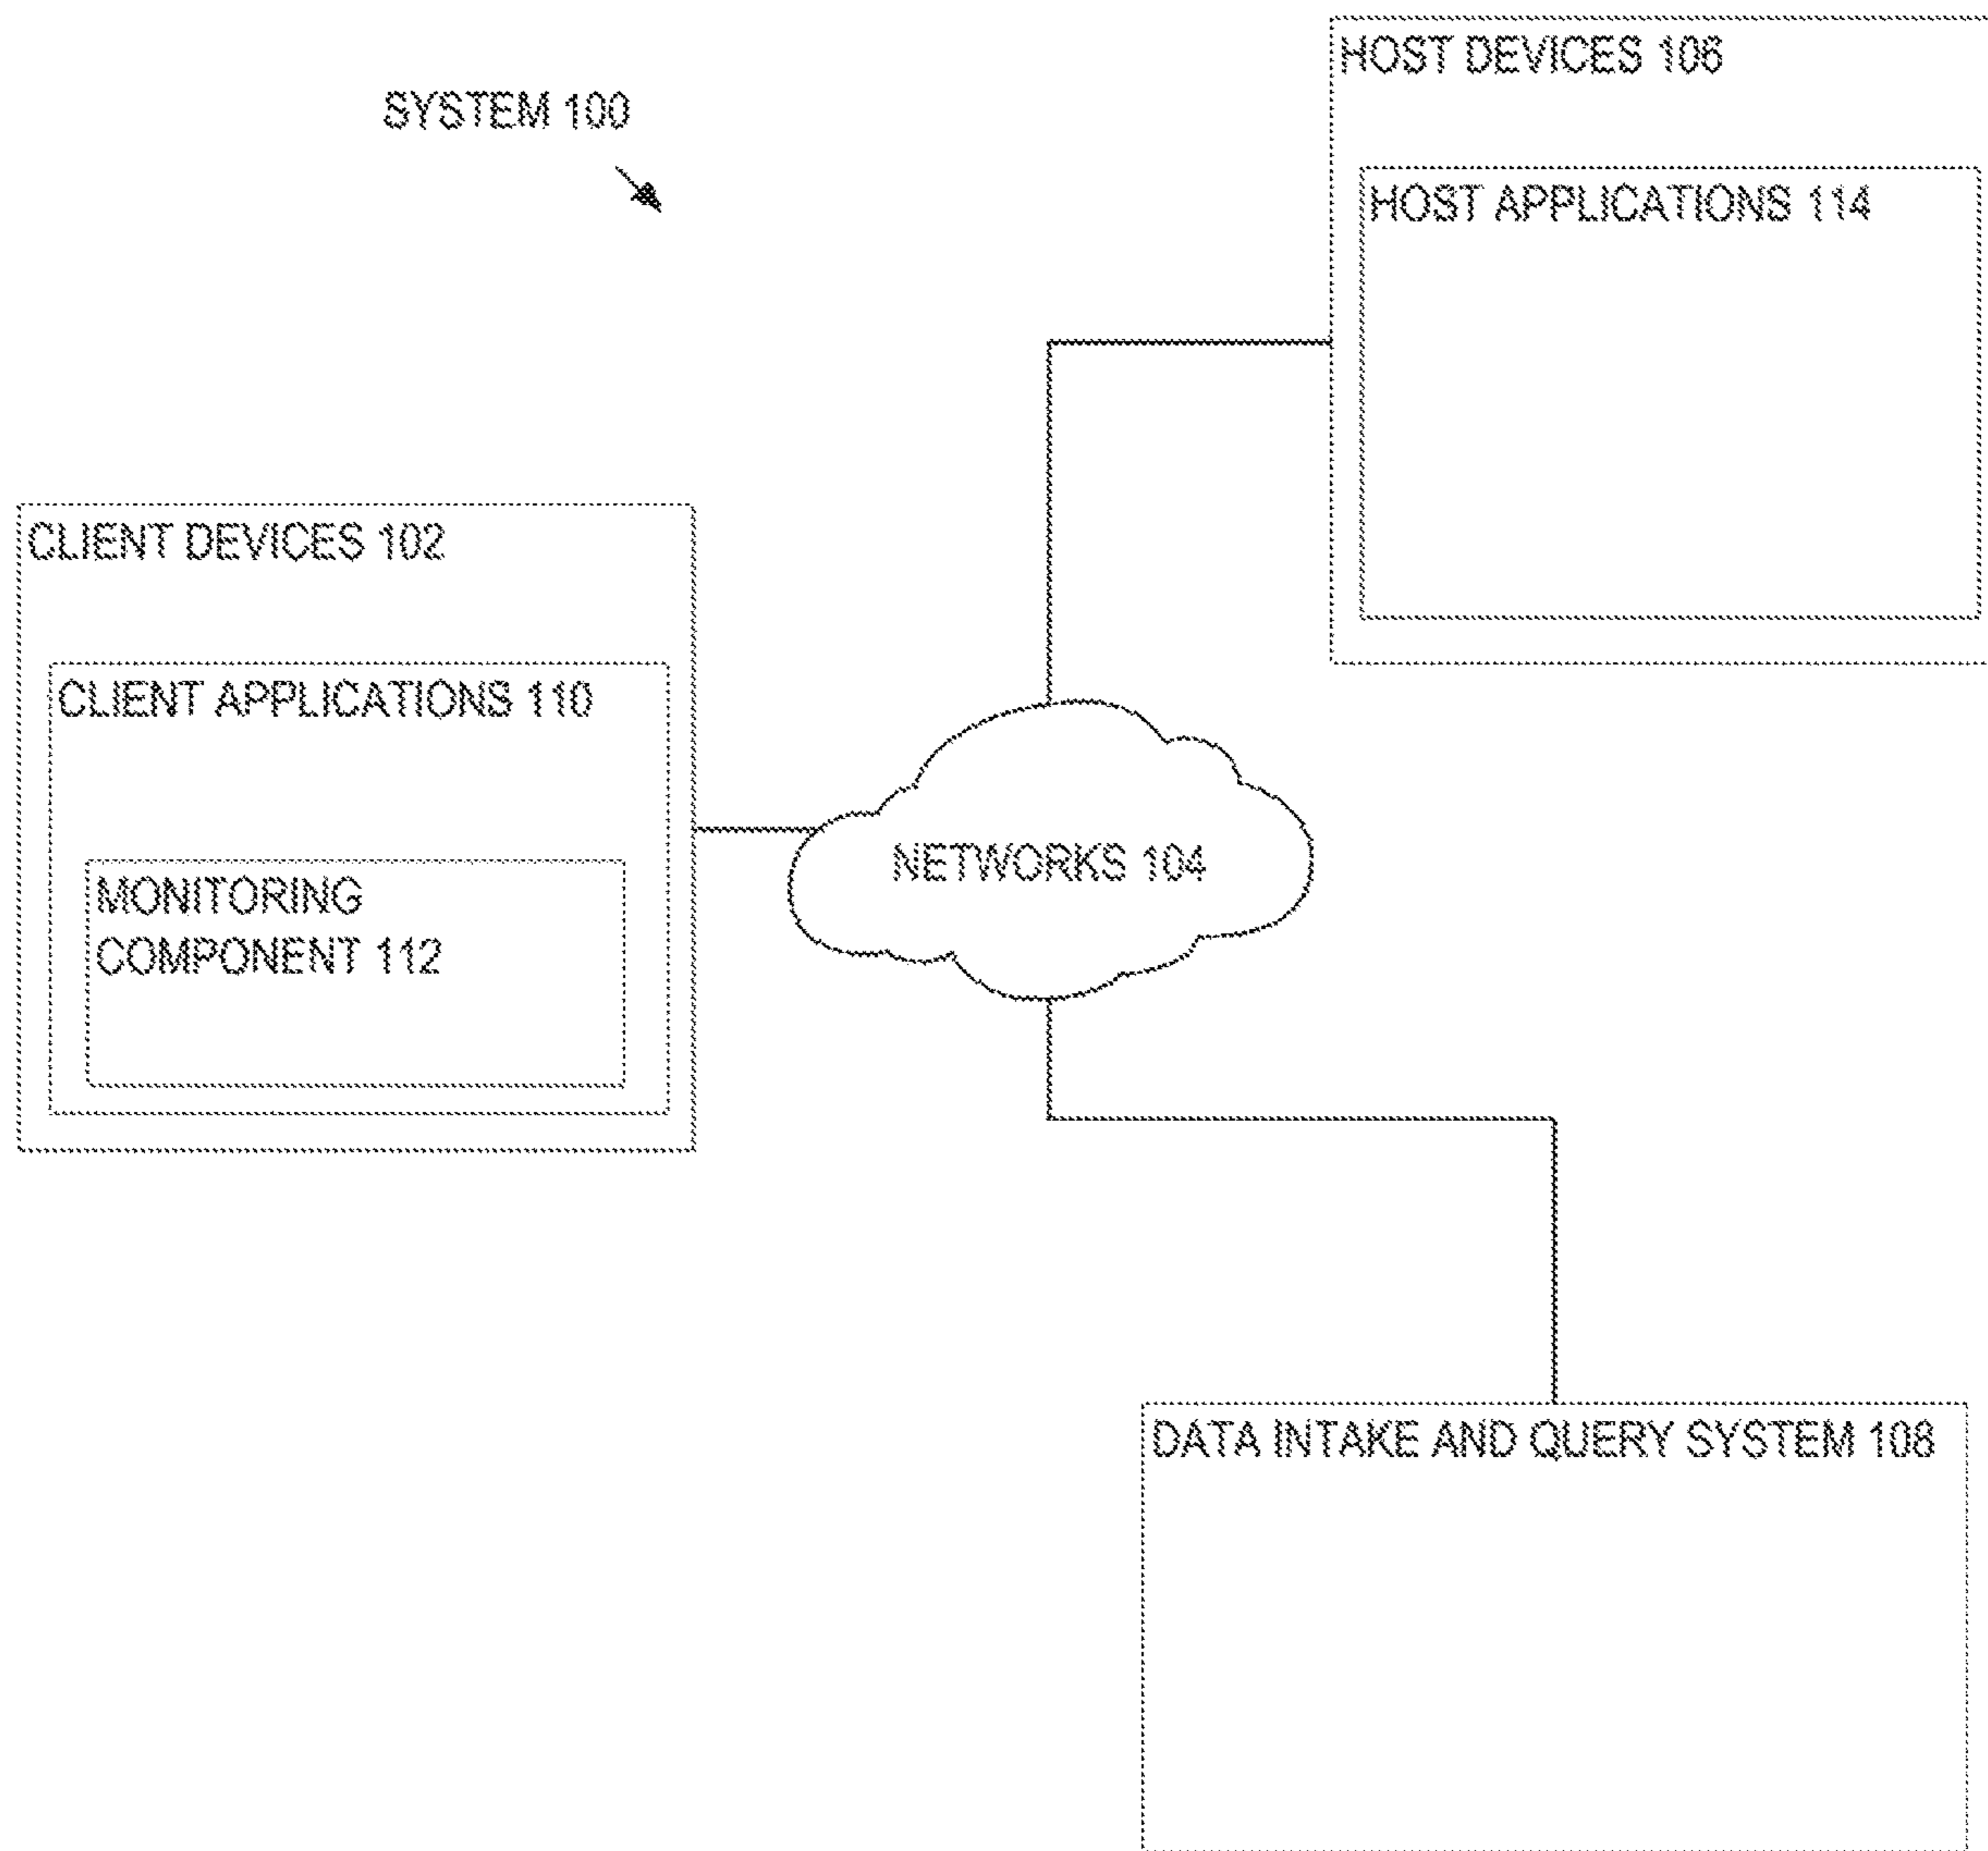 SYSTEM 100
HOST DEVICES 106
HOST APPLICATIONS 114
CLIENT DEVICES 102
CLIENT APPLICATIONS 110
MONITORING
COMPONENT 112
NETWORKS 104
DATA INTAKE AND QUERY SYSTEM 108